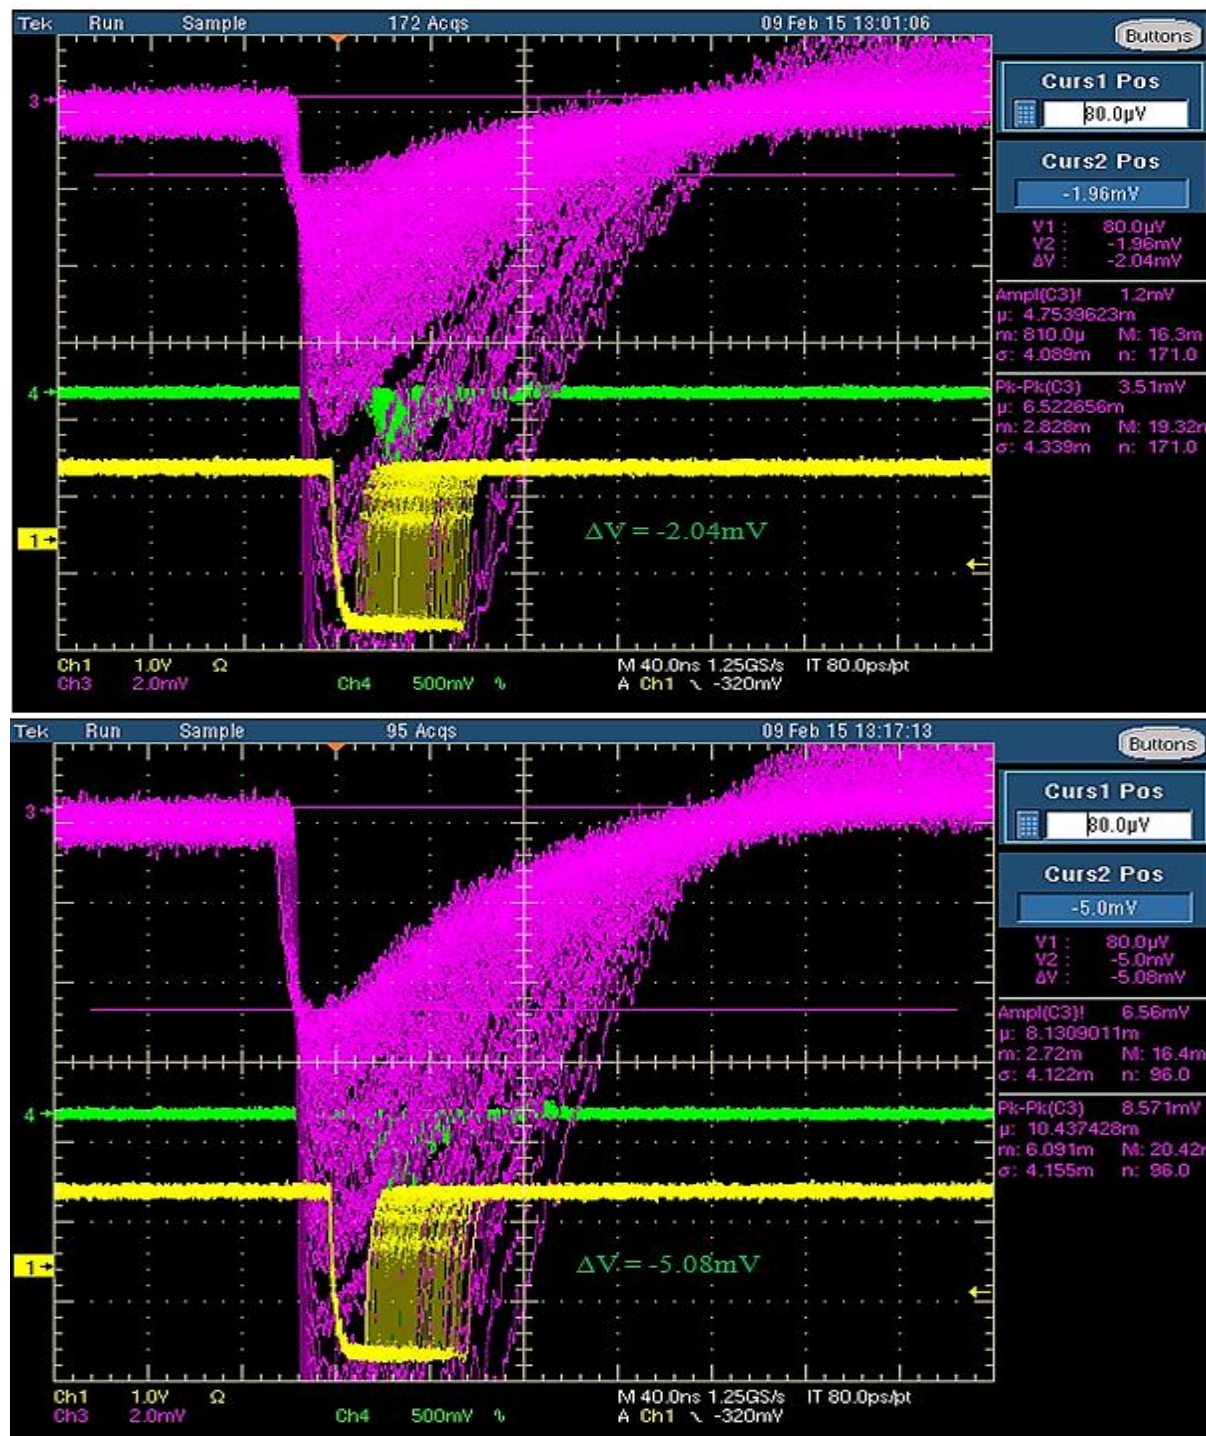 Tek Run Sample 172 Acqs 09 Feb 15 13:01:06
Buttons
Curs1 Pos
80.0µV
Curs2 Pos
-1.96mV
V1 : 80.0µV
V2 : -1.96mV
ΔV : -2.04mV
Ampl(C3)! 1.2mV
µ: 4.7539623m
m: 810.0µ M: 16.3m
σ: 4.089m n: 171.0
Pk-Pk(C3) 3.51mV
µ: 6.522656m
m: 2.828m M: 19.32m
σ: 4.339m n: 171.0
3
4
1
ΔV = -2.04mV
Ch1 1.0V Ω M 40.0ns 1.25GS/s IT 80.0ps/pt
Ch3 2.0mV Ch4 500mV A Ch1 -320mV
Tek Run Sample 95 Acqs 09 Feb 15 13:17:13
Buttons
Curs1 Pos
80.0µV
Curs2 Pos
-5.0mV
V1 : 80.0µV
V2 : -5.0mV
ΔV : -5.08mV
Ampl(C3)! 6.56mV
µ: 8.1309011m
m: 2.72m M: 16.4m
σ: 4.122m n: 96.0
Pk-Pk(C3) 8.571mV
µ: 10.437428m
m: 6.091m M: 20.42m
σ: 4.155m n: 96.0
3
4
1
ΔV = -5.08mV
Ch1 1.0V Ω M 40.0ns 1.25GS/s IT 80.0ps/pt
Ch3 2.0mV Ch4 500mV A Ch1 -320mV